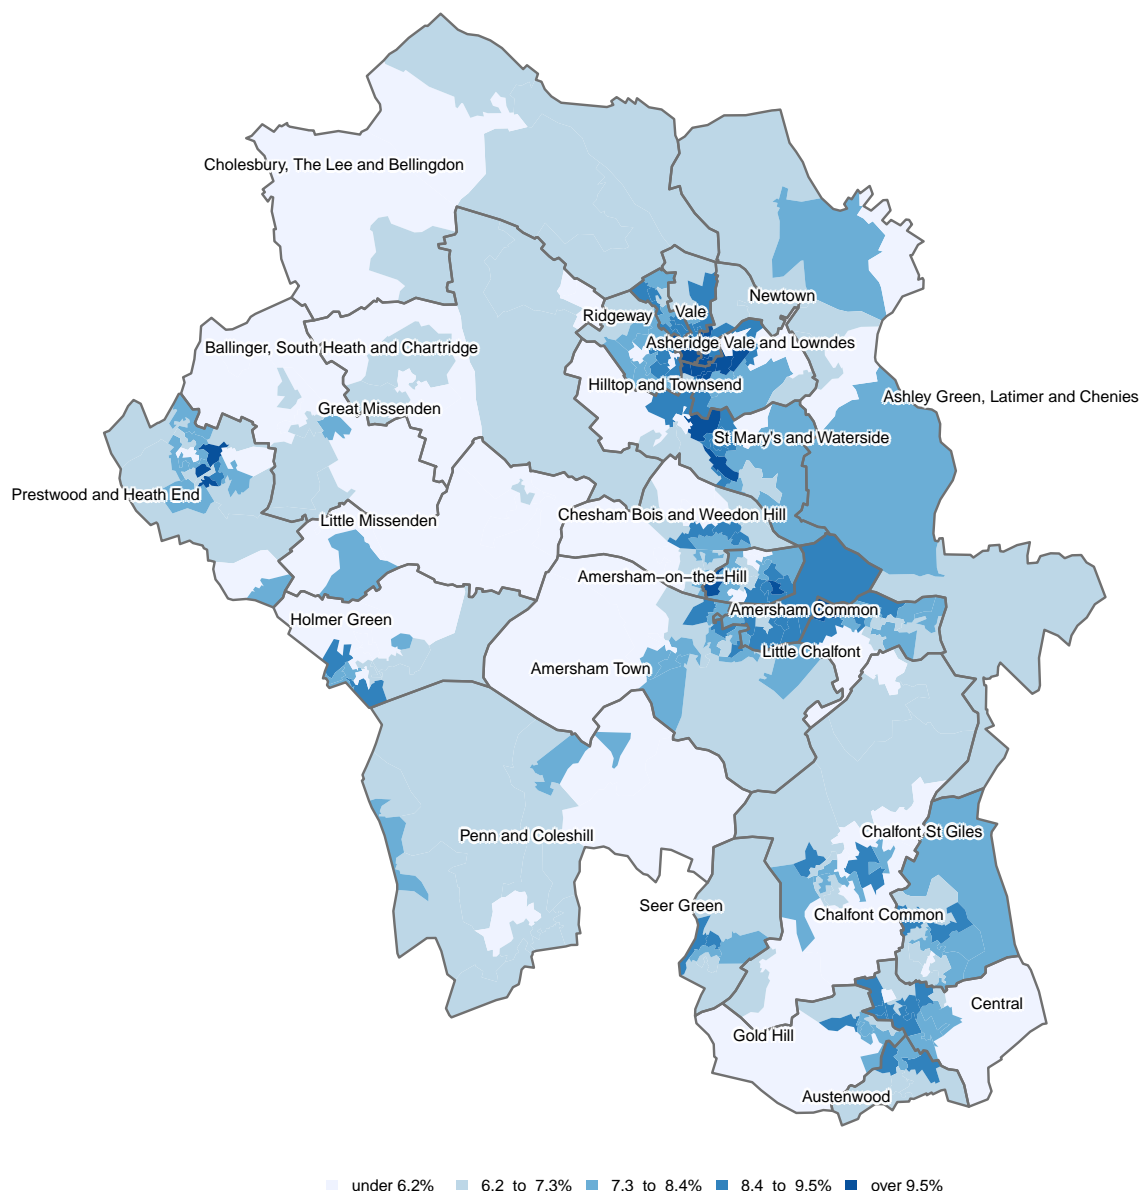 Cholesbury, The Lee and Bellingdon
Newtown
Vale
Ridgeway
Asheridge Vale and Lowndes
Ballinger, South Heath and Chartridge
Hilltop and Townsend
Ashley Green, Latimer and Chenies
Great Missenden
St Mary's and Waterside
Prestwood and Heath End
Chesham Bois and Weedon Hill
Little Missenden
Amersham−on−the−Hill
Amersham Common
Holmer Green
Little Chalfont
Amersham Town
Chalfont St Giles
Penn and Coleshill
Seer Green
Chalfont Common
Central
Gold Hill
Austenwood
under 6.2% 6.2 to 7.3% 7.3 to 8.4% 8.4 to 9.5% over 9.5%